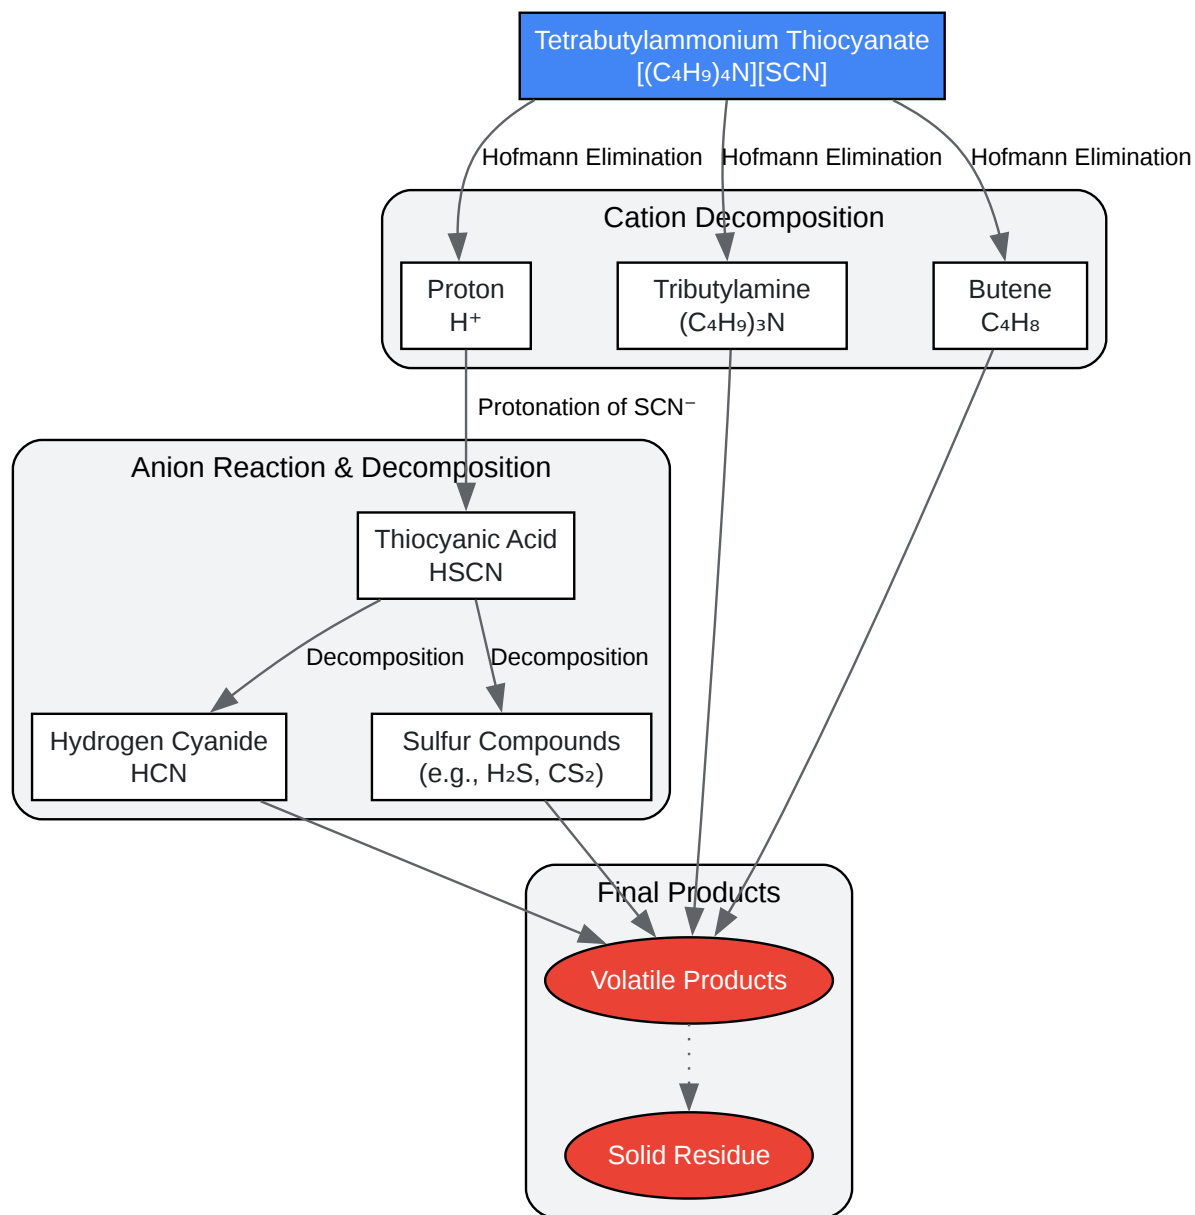 Tetrabutylammonium Thiocyanate
[(C₄H₉)₄N][SCN]
Hofmann Elimination
Hofmann Elimination
Hofmann Elimination
Cation Decomposition
Proton
H⁺
Tributylamine
(C₄H₉)₃N
Butene
C₄H₈
Protonation of SCN⁻
Anion Reaction & Decomposition
Thiocyanic Acid
HSCN
Decomposition
Decomposition
Hydrogen Cyanide
HCN
Sulfur Compounds
(e.g., H₂S, CS₂)
Final Products
Volatile Products
Solid Residue